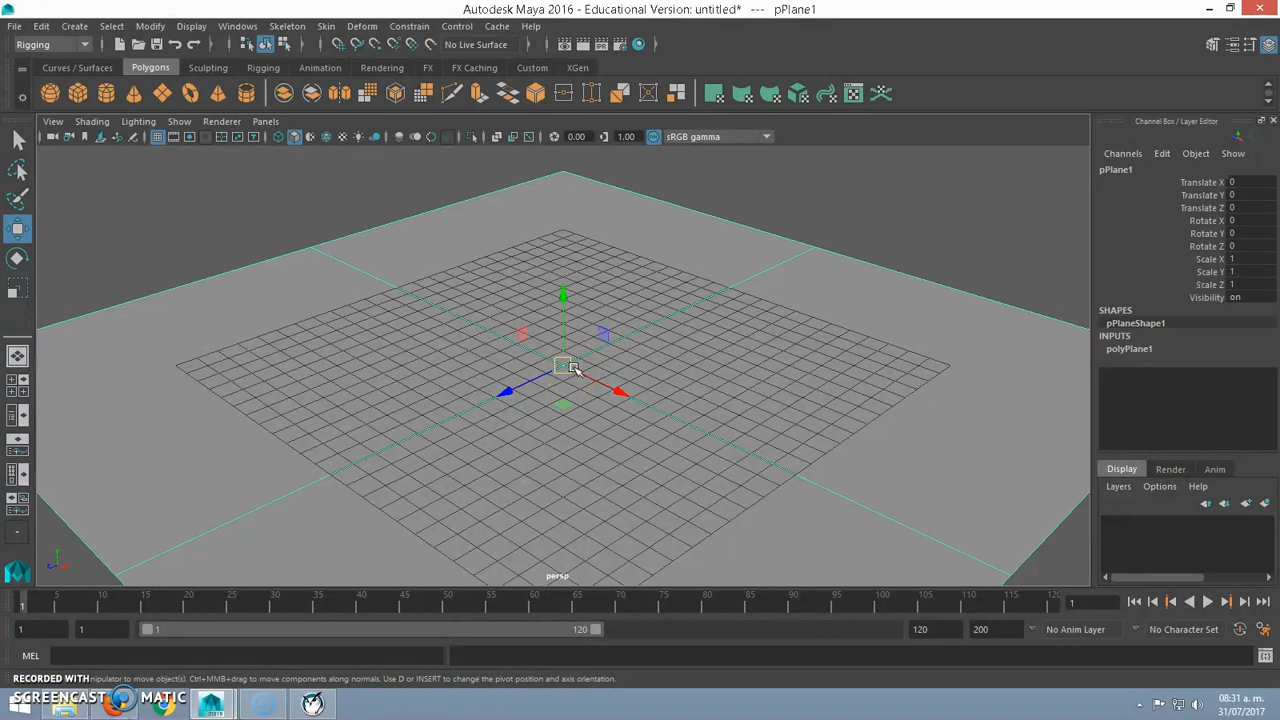 Autodesk Maya 2016 - Educational Version: untitled* --- pPlane1
File Edit Create Select Modify Display Windows Skeleton Skin Deform Constrain Control Cache Help
Rigging No Live Surface
Curves / Surfaces Polygons Sculpting Rigging Animation Rendering FX FX Caching Custom XGen
View Shading Lighting Show Renderer Panels
0.00 1.00 sRGB gamma
persp
Channel Box / Layer Editor
Channels Edit Object Show
pPlane1
Translate X 0
Translate Y 0
Translate Z 0
Rotate X 0
Rotate Y 0
Rotate Z 0
Scale X 1
Scale Y 1
Scale Z 1
Visibility on
SHAPES
pPlaneShape1
INPUTS
polyPlane1
Display Render Anim
Layers Options Help
1 5 10 15 20 25 30 35 40 45 50 55 60 65 70 75 80 85 90 95 100 105 110 115 120 1
1 1 1 120 120 200 No Anim Layer No Character Set
MEL
manipulator to move object(s). Ctrl+MMB+drag to move components along normals. Use D or INSERT to change the pivot position and axis orientation.
RECORDED WITH
SCREENCAST MATIC
08:31 a. m.
31/07/2017